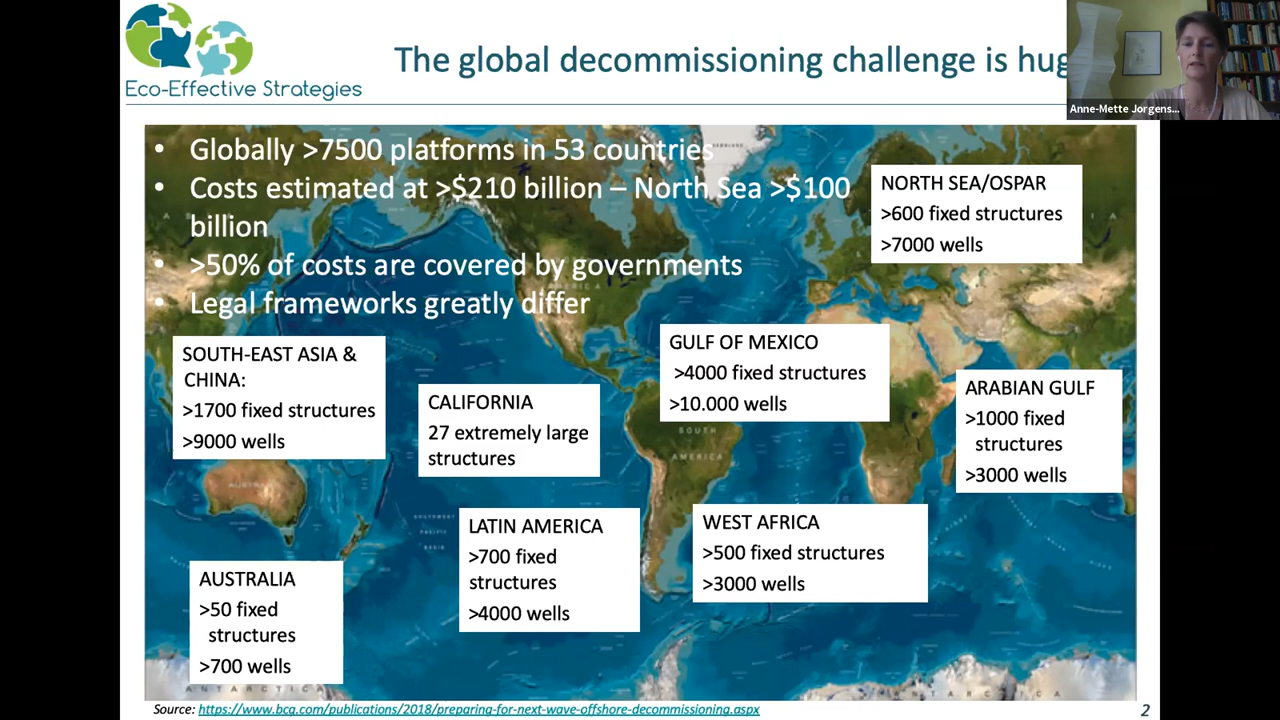 Eco-Effective Strategies
The global decommissioning challenge is hug
Anne-Mette Jorgens...
• Globally >7500 platforms in 53 countries
• Costs estimated at >$210 billion – North Sea >$100
billion
• >50% of costs are covered by governments
• Legal frameworks greatly differ
NORTH SEA/OSPAR
>600 fixed structures
>7000 wells
SOUTH-EAST ASIA &
CHINA:
>1700 fixed structures
>9000 wells
CALIFORNIA
27 extremely large
structures
GULF OF MEXICO
>4000 fixed structures
>10.000 wells
ARABIAN GULF
>1000 fixed
structures
>3000 wells
SOUTH
AMERICA
LATIN AMERICA
>700 fixed
structures
>4000 wells
WEST AFRICA
>500 fixed structures
>3000 wells
AUSTRALIA
>50 fixed
structures
>700 wells
ANTARCTICA
ANTARCTICA
Source: https://www.bcg.com/publications/2018/preparing-for-next-wave-offshore-decommissioning.aspx
2